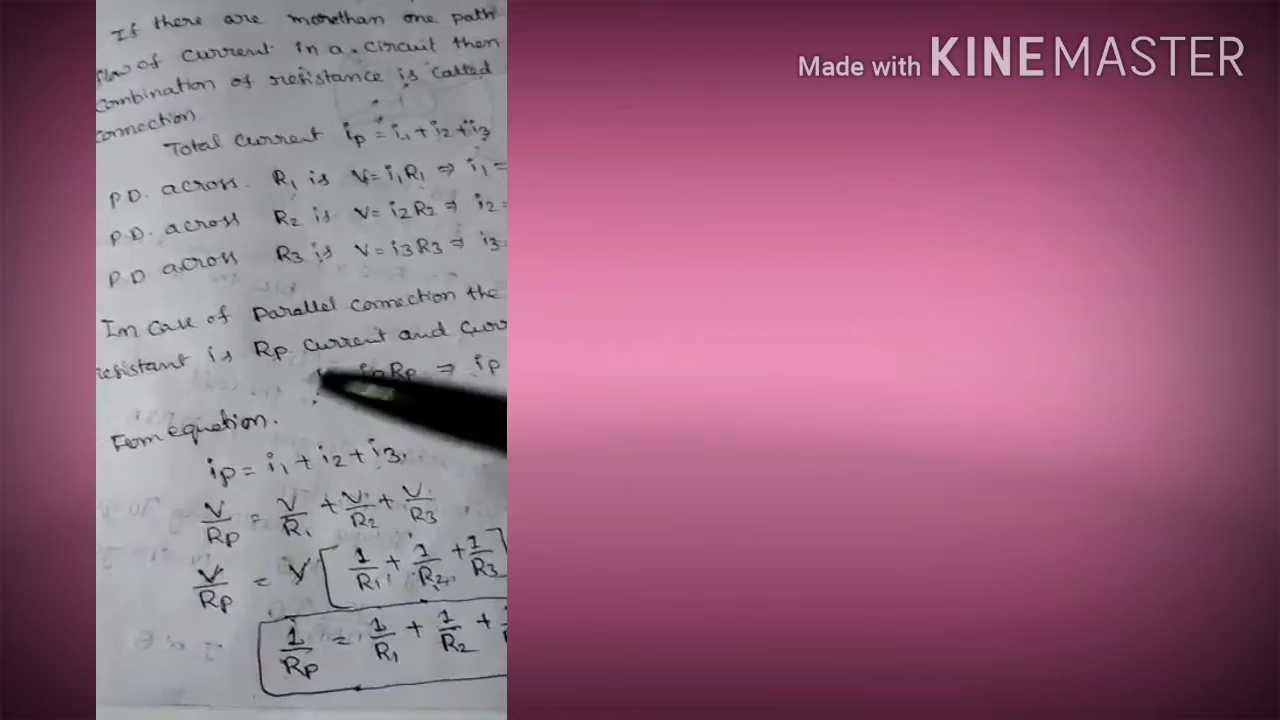 If there are morethan one path
flow of current in a circuit then
combination of resistance is called
connection
Total current ip = i1 + i2 + i3
P.D. across R1 is V = i1R1 ⇒ i1 =
P.D. across R2 is V = i2R2 ⇒ i2 =
P.D across R3 is V = i3R3 ⇒ i3
In case of Parallel connection the
resistant is Rp current and curr
Rp ⇒ ip
From equetion.
ip = i1 + i2 + i3.
V/Rp = V/R1 + V/R2 + V/R3
V/Rp = V [1/R1 + 1/R2 + 1/R3]
1/Rp = 1/R1 + 1/R2 +
Made with KINEMASTER